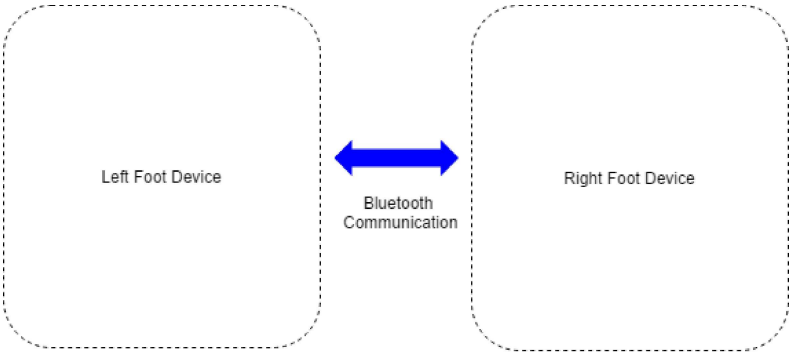 Left Foot Device
Bluetooth
Communication
Right Foot Device